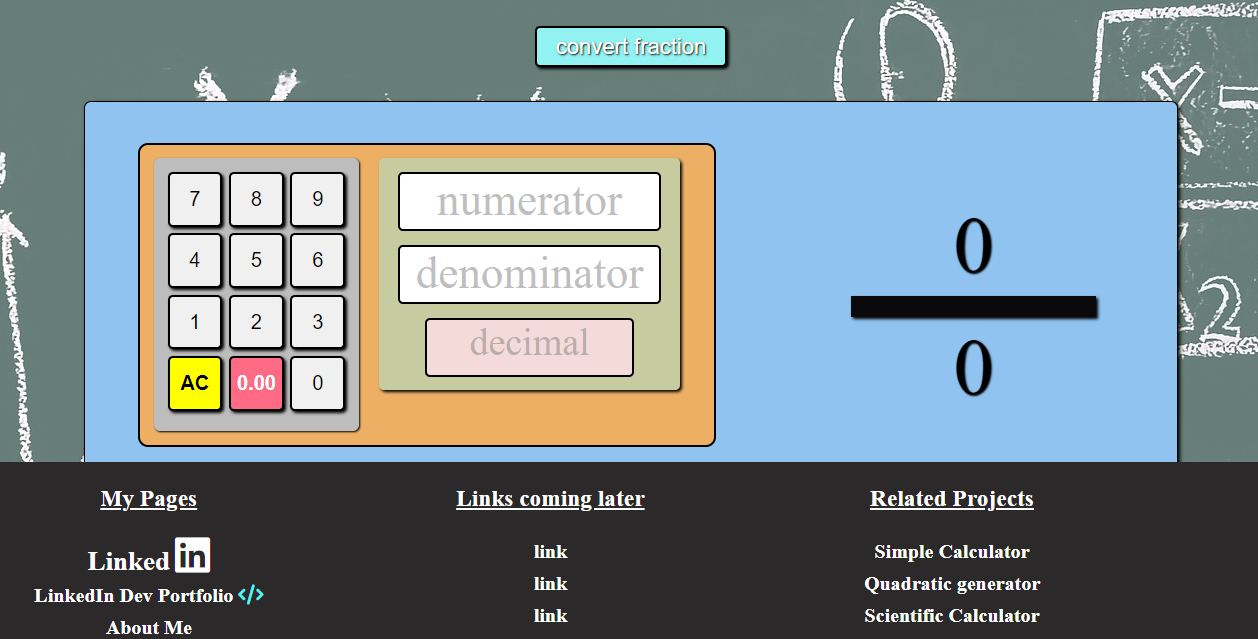 convert fraction
7 8 9
4 5 6
1 2 3
AC 0.00 0
numerator
denominator
decimal
0
0
My Pages
Linked in
LinkedIn Dev Portfolio </>
About Me
Links coming later
link
link
link
Related Projects
Simple Calculator
Quadratic generator
Scientific Calculator